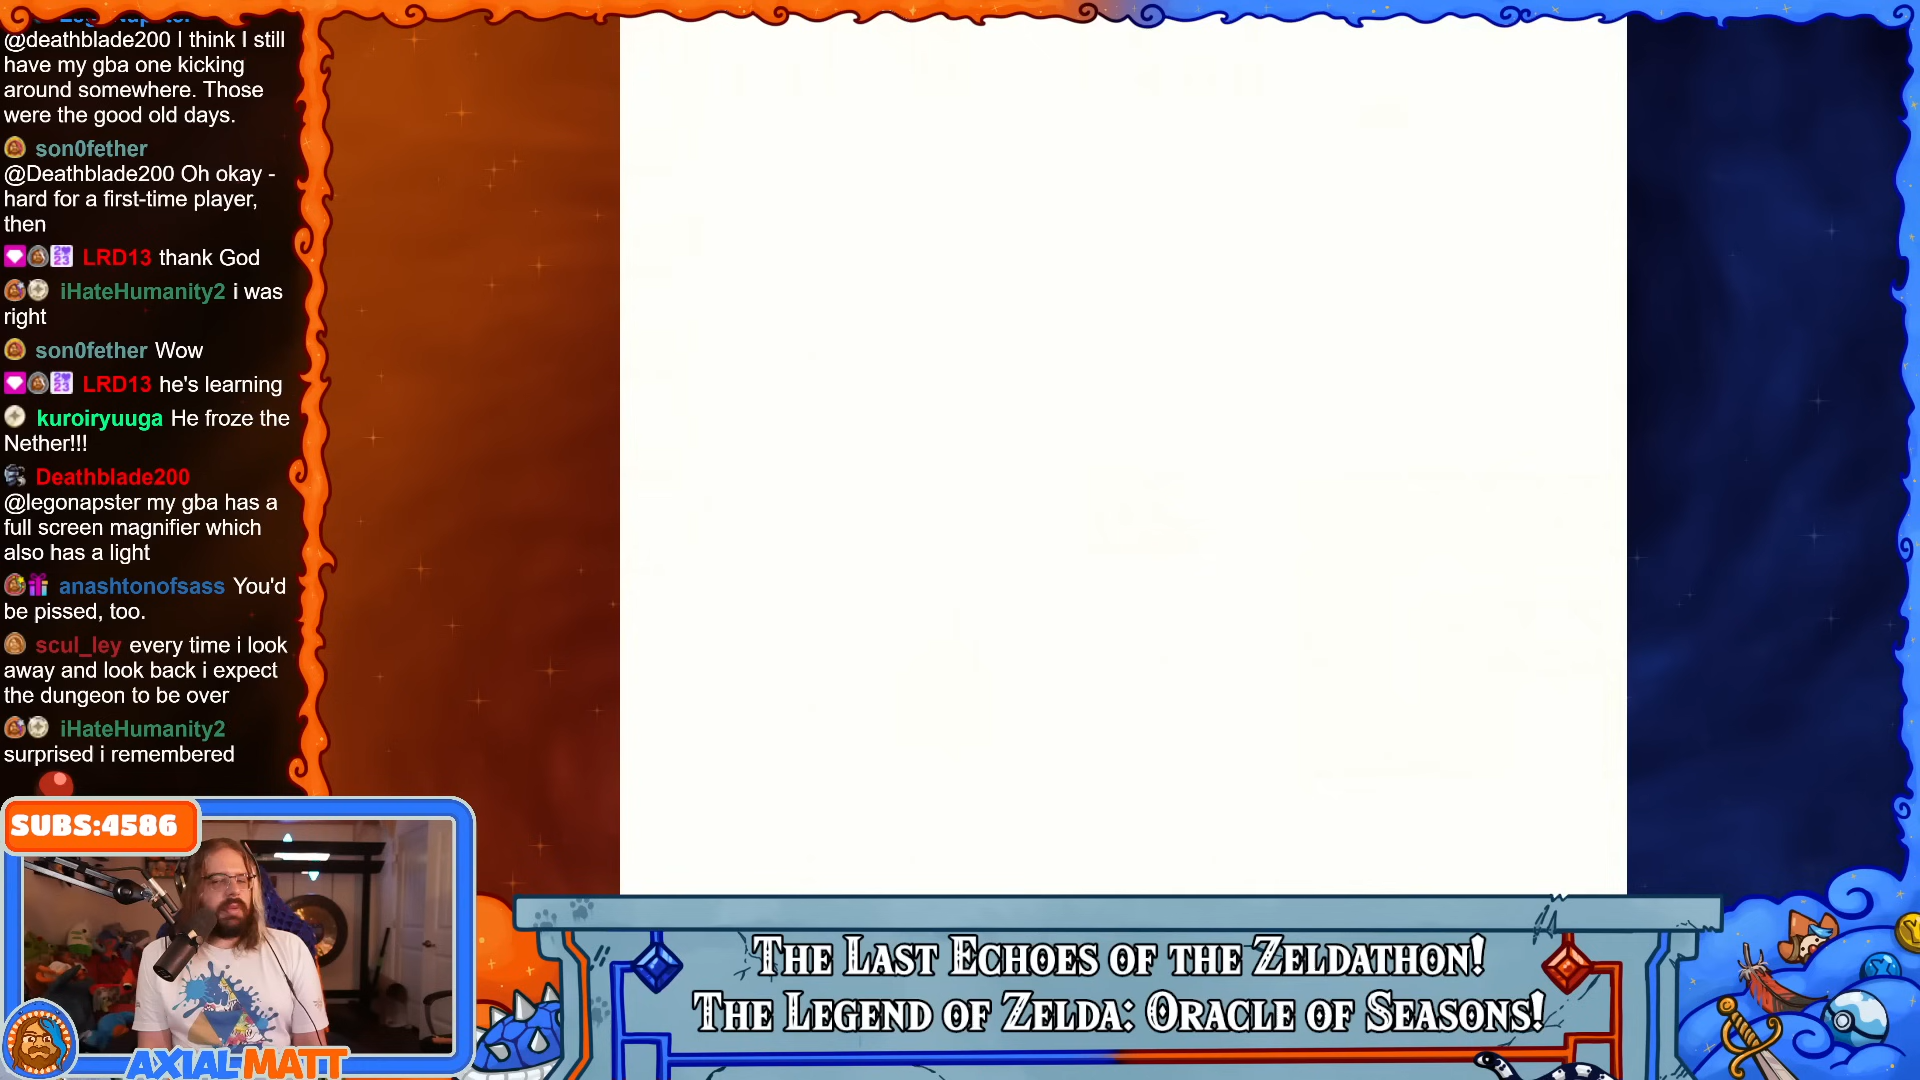 @deathblade200 I think I still
have my gba one kicking
around somewhere. Those
were the good old days.
son0fether
@Deathblade200 Oh okay -
hard for a first-time player,
then
LRD13 thank God
iHateHumanity2 i was
right
son0fether Wow
LRD13 he's learning
kuroiryuuga He froze the
Nether!!!
Deathblade200
@legonapster my gba has a
full screen magnifier which
also has a light
anashtonofsass You'd
be pissed, too.
scul_ley every time i look
away and look back i expect
the dungeon to be over
iHateHumanity2
surprised i remembered
SUBS:4586
AXIALMATT
The Last Echoes of the Zeldathon!
The Legend of Zelda: Oracle of Seasons!